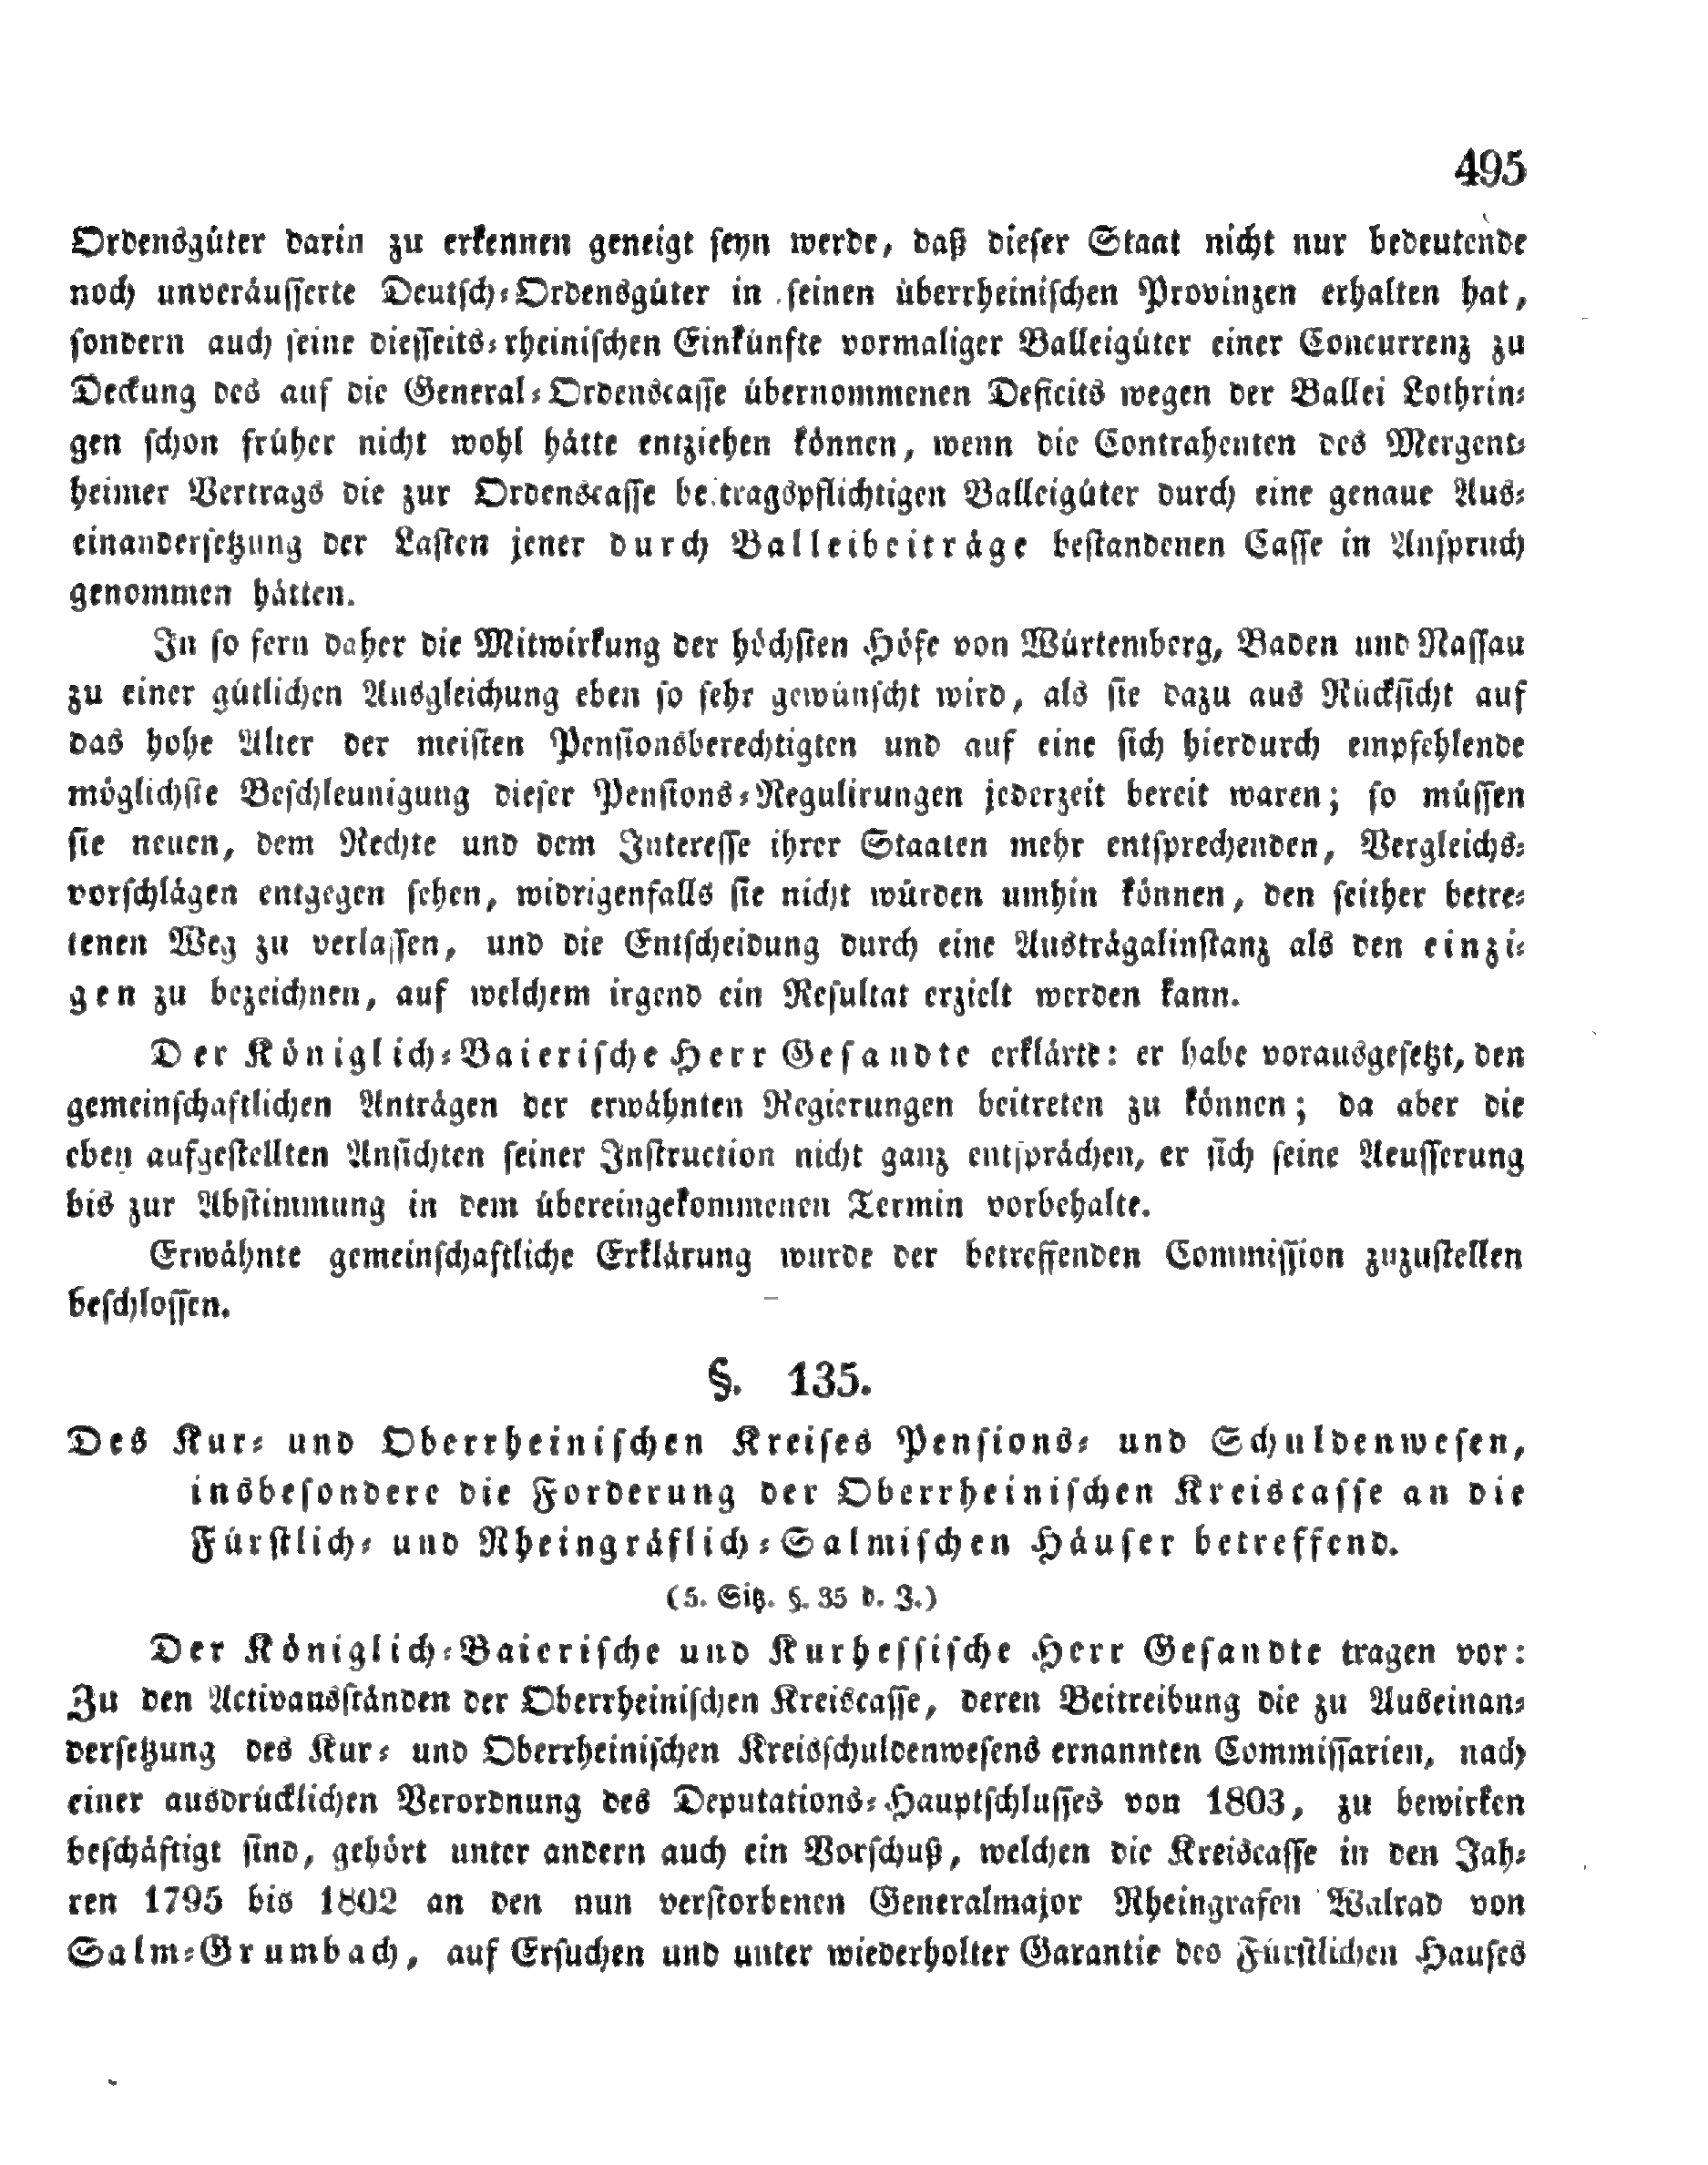 495
Ordensgüter darin zu erkennen geneigt seyn werde, daß dieser Staat nicht nur bedeutende
noch unveräusserte Deutsch-Ordensgüter in seinen überrheinischen Provinzen erhalten hat,
sondern auch seine diesseits-rheinischen Einkünfte vormaliger Balleigüter einer Concurrenz zu
Deckung des auf die General-Ordenscasse übernommenen Deficits wegen der Ballei Lothrin-
gen schon früher nicht wohl hätte entziehen können, wenn die Contrahenten des Mergent-
heimer Vertrags die zur Ordenscasse beitragspflichtigen Balleigüter durch eine genaue Aus-
einandersetzung der Lasten jener durch Balleibeiträge bestandenen Casse in Anspruch
genommen hätten.
In so fern daher die Mitwirkung der höchsten Höfe von Würtemberg, Baden und Nassau
zu einer gütlichen Ausgleichung eben so sehr gewünscht wird, als sie dazu aus Rücksicht auf
das hohe Alter der meisten Pensionsberechtigten und auf eine sich hierdurch empfehlende
möglichste Beschleunigung dieser Pensions-Regulirungen jederzeit bereit waren; so müssen
sie neuen, dem Rechte und dem Interesse ihrer Staaten mehr entsprechenden, Vergleichs-
vorschlägen entgegen sehen, widrigenfalls sie nicht würden umhin können, den seither betre-
tenen Weg zu verlassen, und die Entscheidung durch eine Austrägalinstanz als den einzi-
gen zu bezeichnen, auf welchem irgend ein Resultat erzielt werden kann.
Der Königlich-Baierische Herr Gesandte erklärte: er habe vorausgesetzt, den
gemeinschaftlichen Anträgen der erwähnten Regierungen beitreten zu können; da aber die
eben aufgestellten Ansichten seiner Instruction nicht ganz entsprächen, er sich seine Aeusserung
bis zur Abstimmung in dem übereingekommenen Termin vorbehalte.
Erwähnte gemeinschaftliche Erklärung wurde der betreffenden Commission zuzustellen
beschlossen.
§. 135.
Des Kur- und Oberrheinischen Kreises Pensions- und Schuldenwesen,
insbesondere die Forderung der Oberrheinischen Kreiscasse an die
Fürstlich- und Rheingräflich-Salmischen Häuser betreffend.
(5. Sitz. §. 35 d. J.)
Der Königlich-Baierische und Kurhessische Herr Gesandte tragen vor:
Zu den Activausständen der Oberrheinischen Kreiscasse, deren Beitreibung die zu Auseinan-
dersetzung des Kur- und Oberrheinischen Kreisschuldenwesens ernannten Commissarien, nach
einer ausdrücklichen Verordnung des Deputations-Hauptschlusses von 1803, zu bewirken
beschäftigt sind, gehört unter andern auch ein Vorschuß, welchen die Kreiscasse in den Jah-
ren 1795 bis 1802 an den nun verstorbenen Generalmajor Rheingrafen Walrad von
Salm-Grumbach, auf Ersuchen und unter wiederholter Garantie des Fürstlichen Hauses